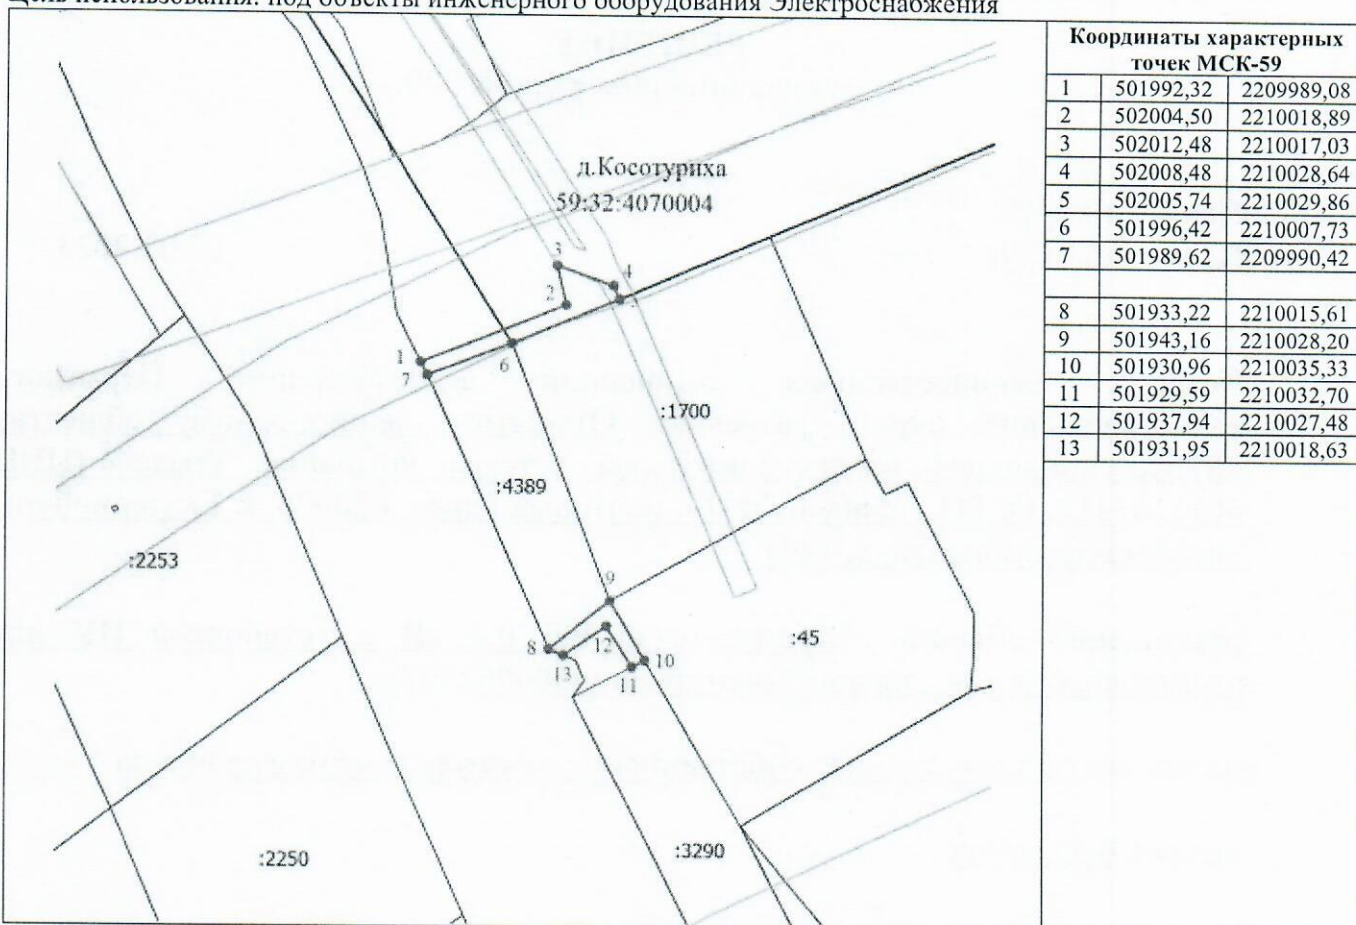 Цель использования: под объекты инженерного оборудования Электроснабжения
Координаты характерных
точек МСК-59
1 501992,32 2209989,08
2 502004,50 2210018,89
3 502012,48 2210017,03
4 502008,48 2210028,64
5 502005,74 2210029,86
6 501996,42 2210007,73
7 501989,62 2209990,42
8 501933,22 2210015,61
9 501943,16 2210028,20
10 501930,96 2210035,33
11 501929,59 2210032,70
12 501937,94 2210027,48
13 501931,95 2210018,63
д.Косотуриха
59:32:4070004
3
4
2
1
6
7
:1700
:4389
:2253
9
:45
12
8
10
13
11
:2250
:3290